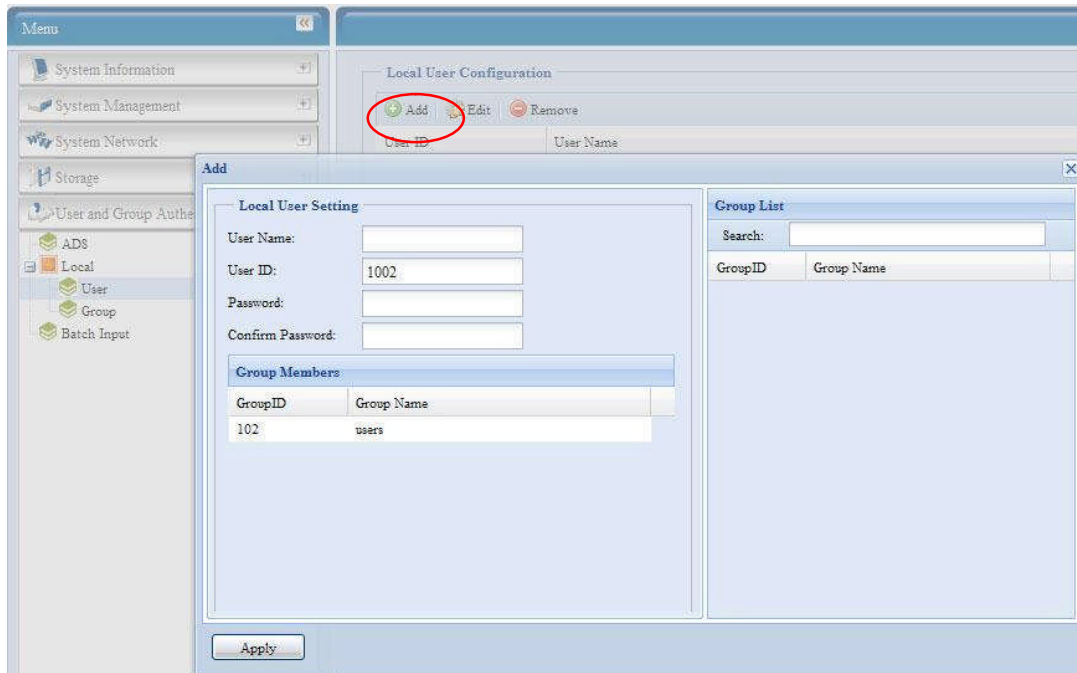 Menu
System Information
System Management
System Network
Storage
User and Group Authe
ADS
Local
User
Group
Batch Input
Local User Configuration
Add Edit Remove
User ID User Name
Add
Local User Setting
User Name:
User ID: 1002
Password:
Confirm Password:
Group Members
GroupID Group Name
102 users
Group List
Search:
GroupID Group Name
Apply